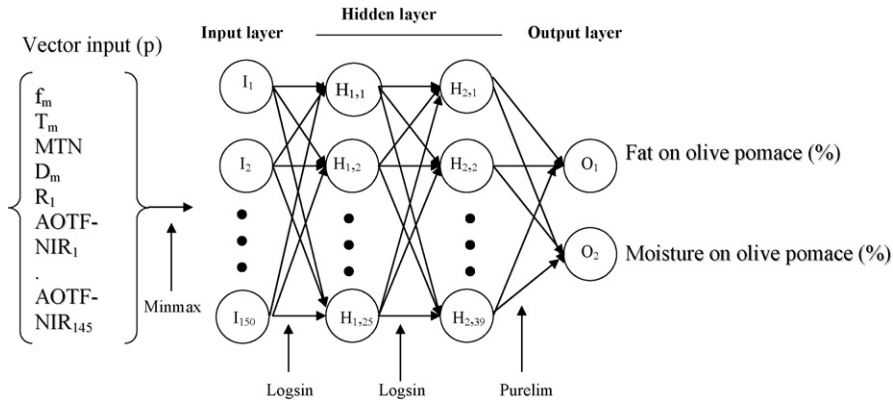 Hidden layer
Vector input (p)
Input layer
Output layer
fm
Tm
MTN
Dm
R1
AOTF-
NIR1
.
AOTF-
NIR145
Minmax
I1
I2
I150
H1,1
H1,2
H1,25
H2,1
H2,2
H2,39
O1
O2
Fat on olive pomace (%)
Moisture on olive pomace (%)
Logsin
Logsin
Purelim